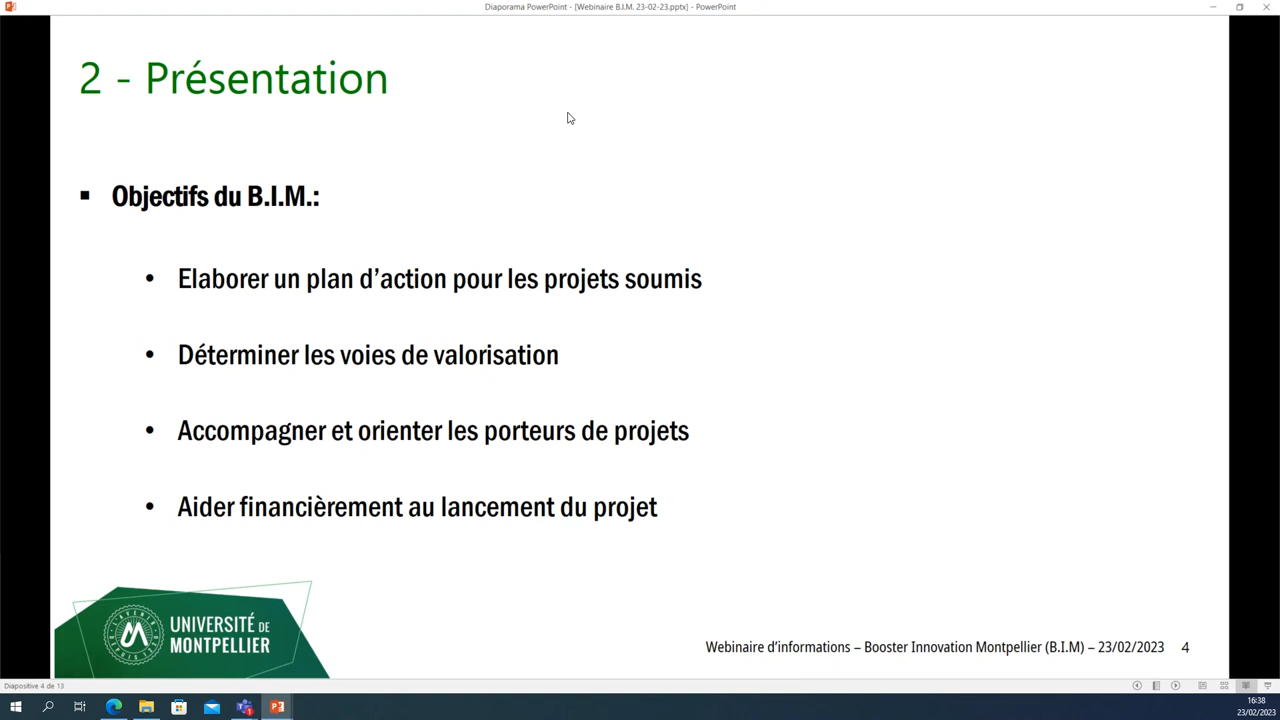 Diaporama PowerPoint - [Webinaire B.I.M. 23-02-23.pptx] - PowerPoint
2 - Présentation
Objectifs du B.I.M.:
Elaborer un plan d’action pour les projets soumis
Déterminer les voies de valorisation
Accompagner et orienter les porteurs de projets
Aider financièrement au lancement du projet
UNIVERSITÉ DE
MONTPELLIER
Webinaire d’informations – Booster Innovation Montpellier (B.I.M) – 23/02/2023 4
Diapositive 4 de 13
16:38
23/02/2023